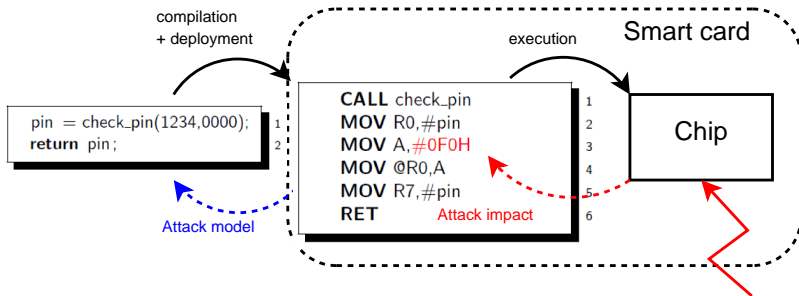 compilation
+ deployment
execution
Smart card
pin = check_pin(1234,0000);
1
return pin;
2
CALL check_pin
1
MOV R0,#pin
2
MOV A,#0F0H
3
MOV @R0,A
4
MOV R7,#pin
5
RET
6
Chip
Attack model
Attack impact